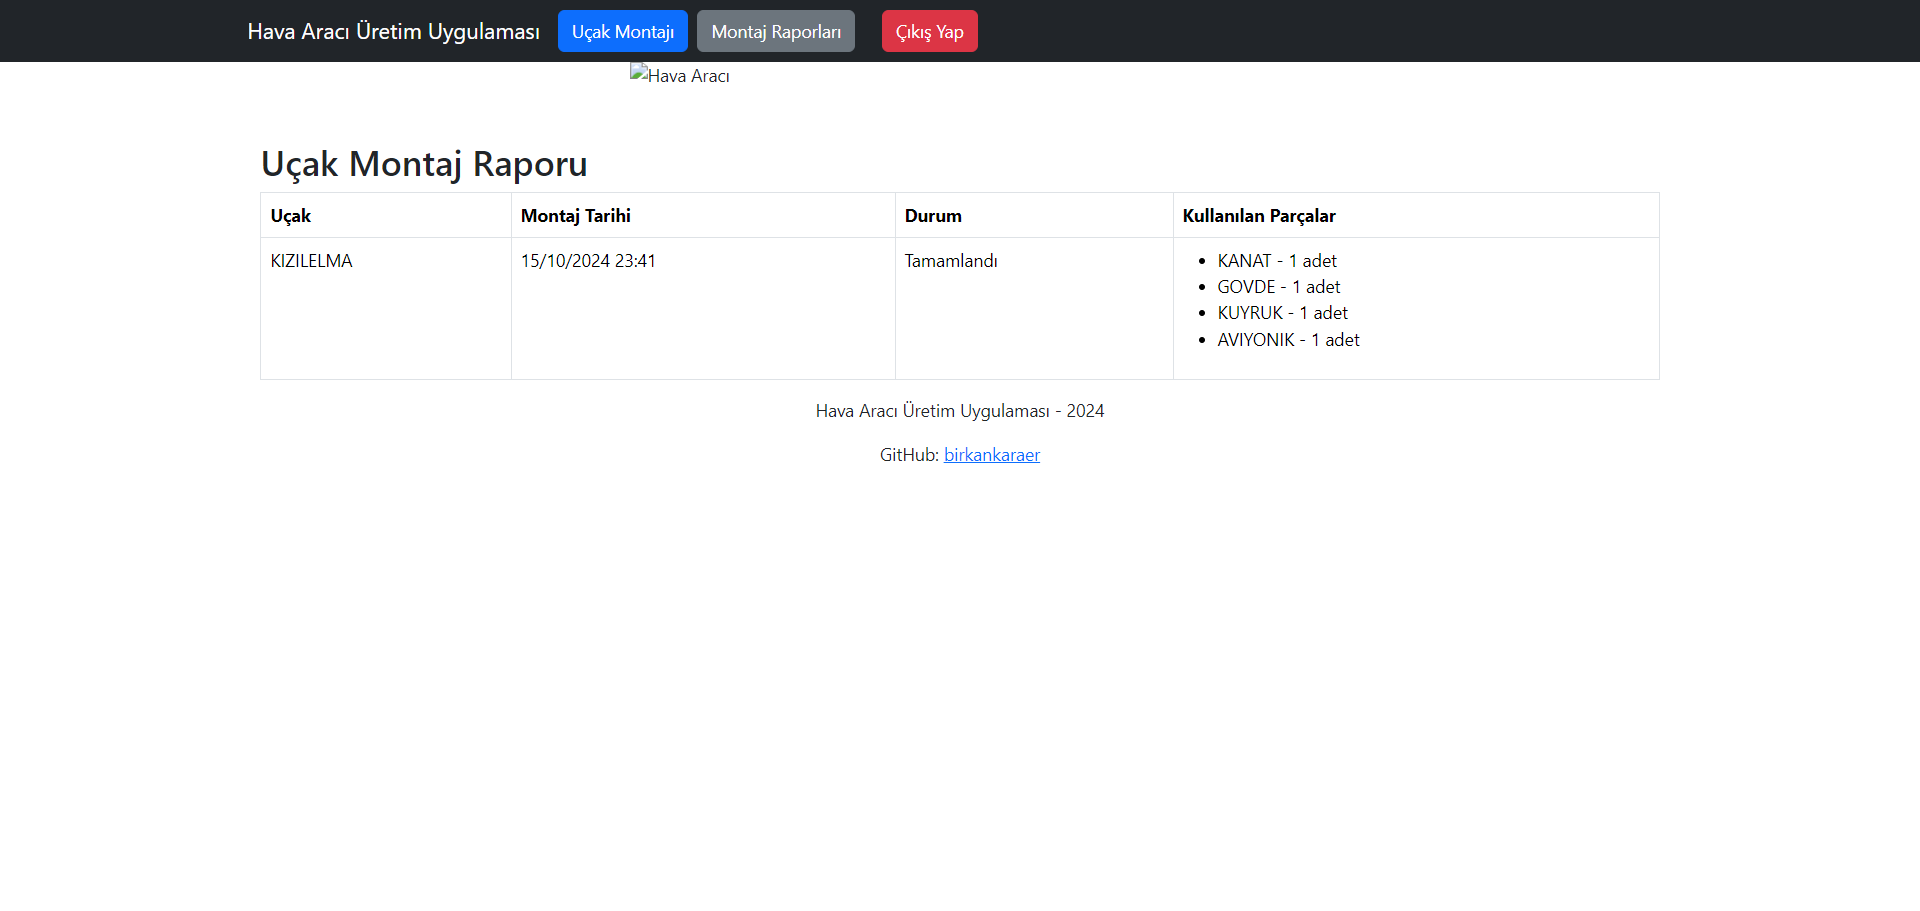 Hava Aracı Üretim Uygulaması Uçak Montajı Montaj Raporları Çıkış Yap
Hava Aracı
Uçak Montaj Raporu
Uçak Montaj Tarihi Durum Kullanılan Parçalar
KIZILELMA 15/10/2024 23:41 Tamamlandı • KANAT - 1 adet
• GOVDE - 1 adet
• KUYRUK - 1 adet
• AVIYONIK - 1 adet
Hava Aracı Üretim Uygulaması - 2024
GitHub: birkankaraer